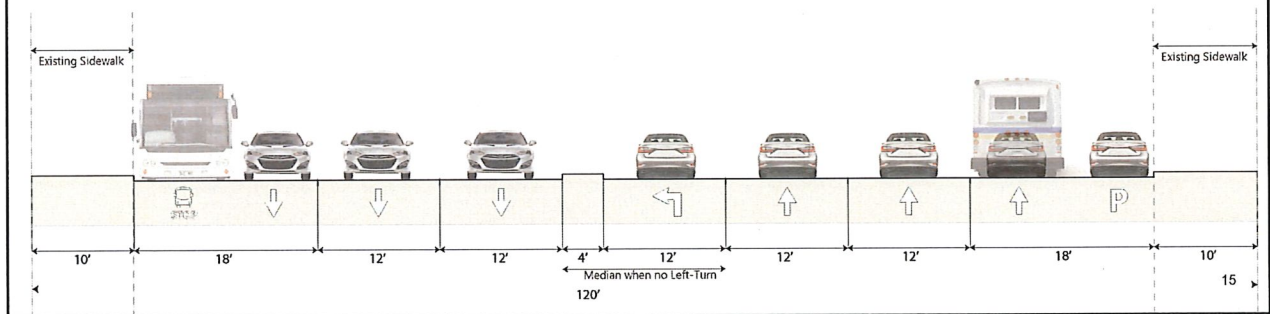 Existing Sidewalk
Existing Sidewalk
STOP
P
10' 18' 12' 12' 4' 12' 12' 12' 18' 10'
Median when no Left-Turn
15
120'